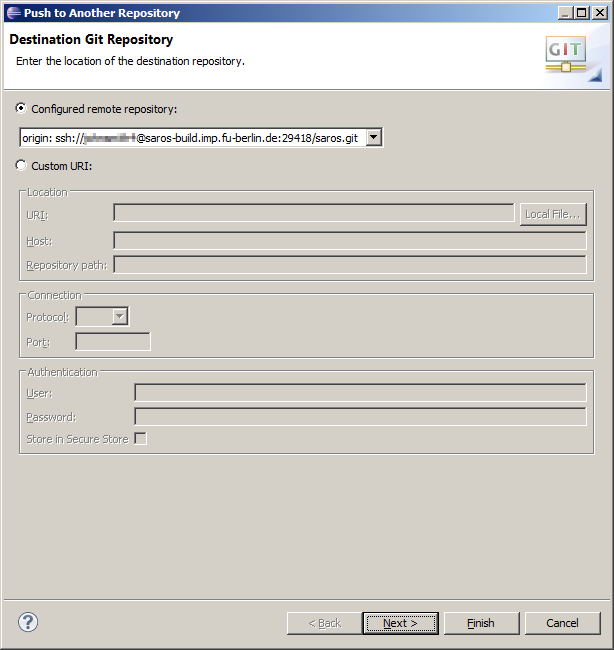 Push to Another Repository
Destination Git Repository
Enter the location of the destination repository.
GIT
Configured remote repository:
origin: ssh://@saros-build.imp.fu-berlin.de:29418/saros.git
Custom URI:
Location
URI:
Local File...
Host:
Repository path:
Connection
Protocol:
Port:
Authentication
User:
Password:
Store in Secure Store
?
< Back
Next >
Finish
Cancel